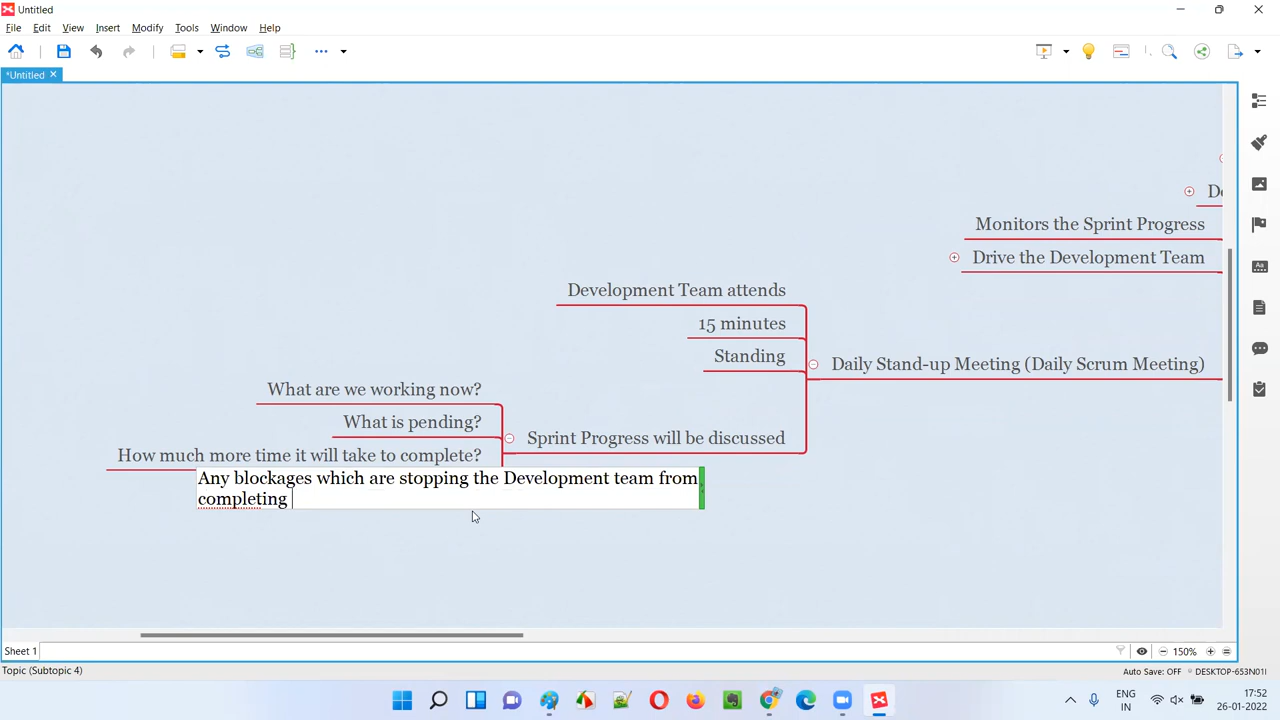 Untitled
File Edit View Insert Modify Tools Window Help
*Untitled
Monitors the Sprint Progress
Drive the Development Team
Development Team attends
15 minutes
Standing
Daily Stand-up Meeting (Daily Scrum Meeting)
What are we working now?
What is pending?
Sprint Progress will be discussed
How much more time it will take to complete?
Any blockages which are stopping the Development team from
completing
Sheet 1
150%
Topic (Subtopic 4)
Auto Save: OFF
DESKTOP-653N01I
ENG
IN
17:52
26-01-2022